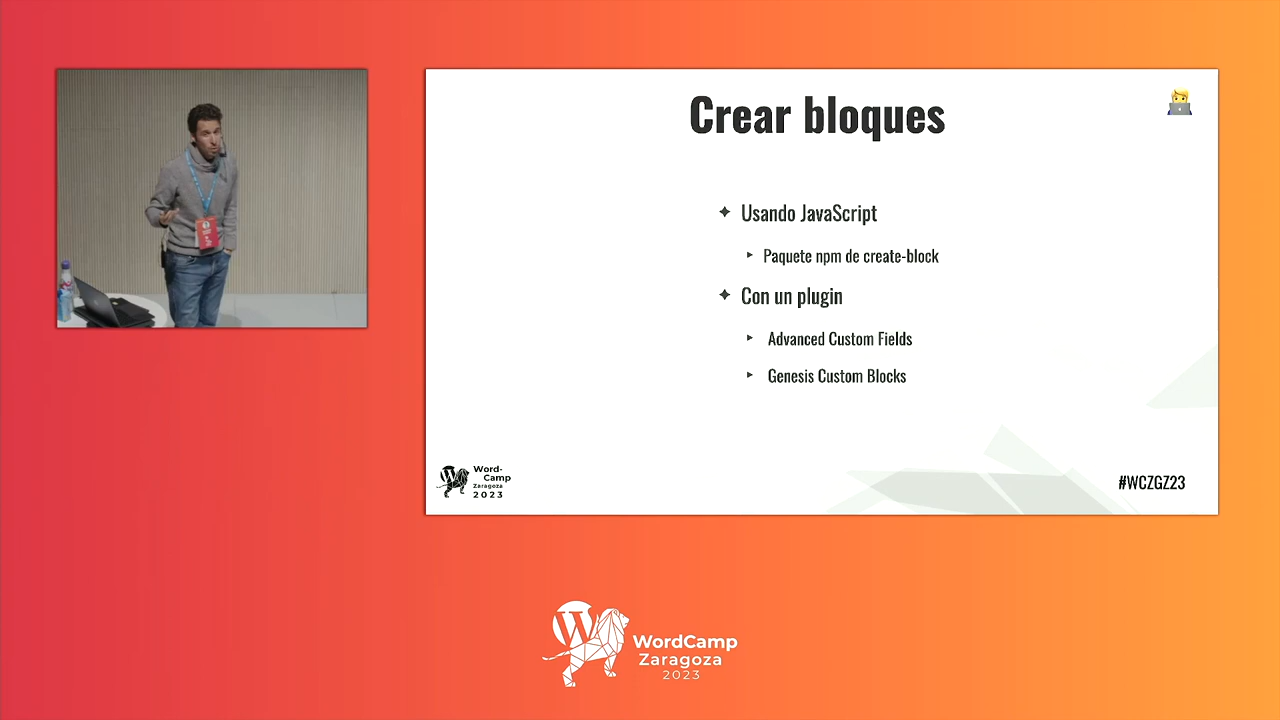 Crear bloques
Usando JavaScript
Paquete npm de create-block
Con un plugin
Advanced Custom Fields
Genesis Custom Blocks
Word-
Camp
Zaragoza
2023
#WCZGZ23
WordCamp
Zaragoza
2023